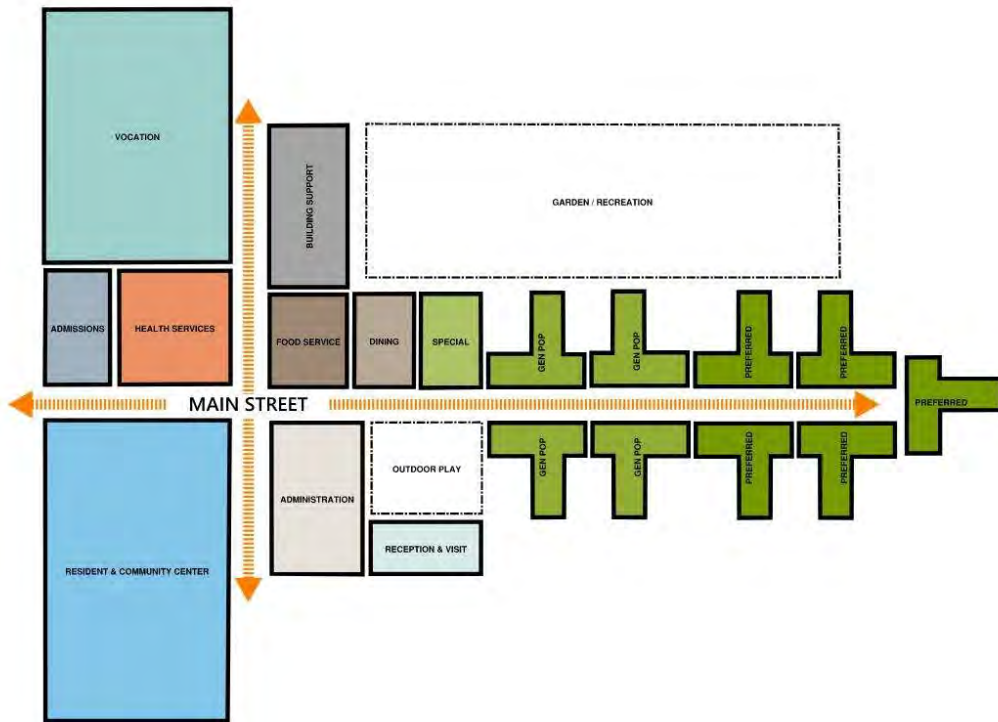 VOCATION
BUILDING SUPPORT
GARDEN / RECREATION
ADMISSIONS
HEALTH SERVICES
FOOD SERVICE
DINING
SPECIAL
GEN POP
GEN POP
PREFERRED
PREFERRED
MAIN STREET
PREFERRED
RESIDENT & COMMUNITY CENTER
ADMINISTRATION
OUTDOOR PLAY
RECEPTION & VISIT
GEN POP
GEN POP
PREFERRED
PREFERRED